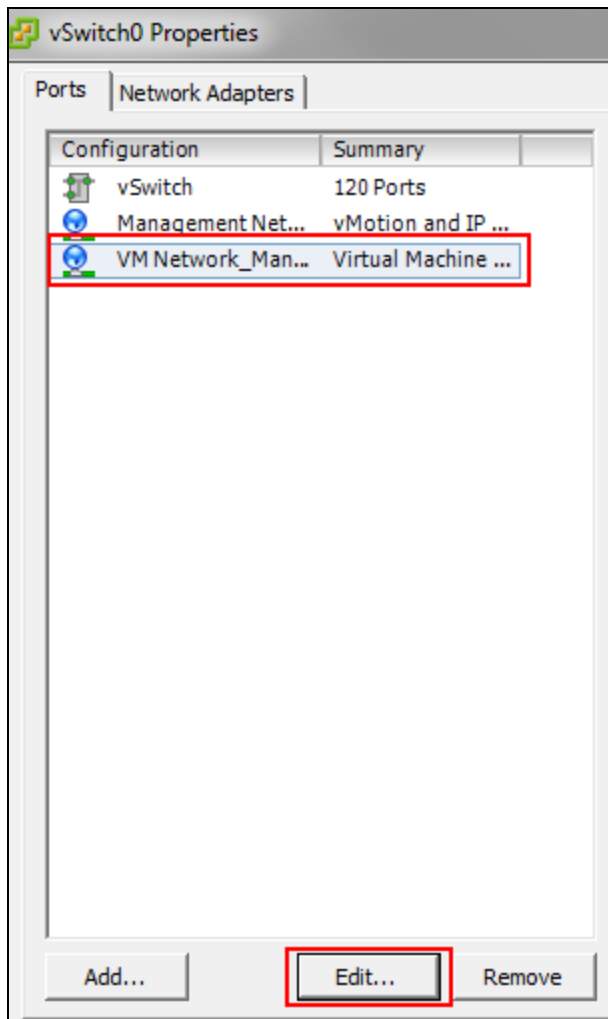 vSwitch0 Properties
Ports Network Adapters
Configuration Summary
vSwitch 120 Ports
Management Net... vMotion and IP ...
VM Network_Man... Virtual Machine ...
Add... Edit... Remove